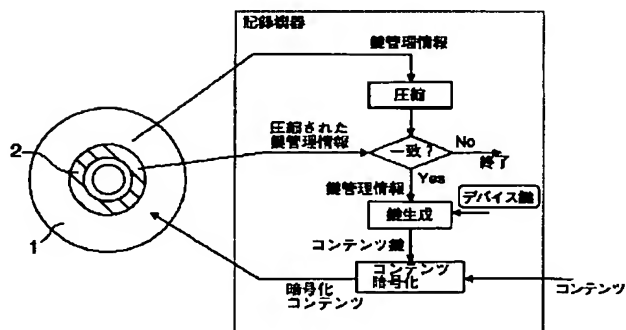 記録機器
鍵管理情報
圧縮
圧縮された
鍵管理情報
一致?
No
終了
Yes
鍵管理情報
デバイス鍵
鍵生成
コンテンツ鍵
コンテンツ
暗号化
暗号化
コンテンツ
コンテンツ
2
1